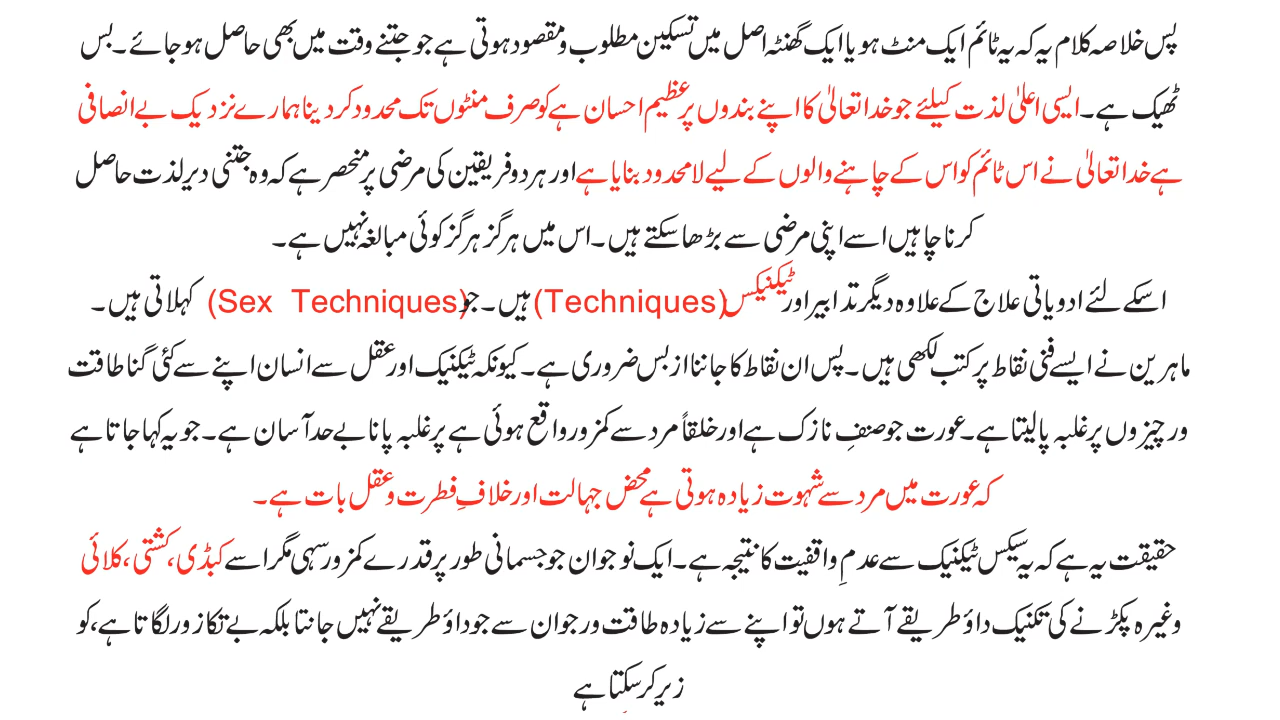 پس خلاصہ کلام یہ کہ یہ ٹائم ایک منٹ ہو یا ایک گھنٹہ اصل میں تسکین مطلوب و مقصود ہوتی ہے جو جتنے وقت میں بھی حاصل ہو جائے ۔ بس
ٹھیک ہے۔ ایسی اعلیٰ لذت کیلئے جو خدا تعالیٰ کا اپنے بندوں پر عظیم احسان ہے کو صرف منٹوں تک محدود کر دینا ہمارے نزدیک بے انصافی
ہے خدا تعالیٰ نے اس ٹائم کو اس کے چاہنے والوں کے لیے لامحدود بنایا ہے اور ہر دو فریقین کی مرضی پر منحصر ہے کہ وہ جتنی دیر لذت حاصل
کرنا چاہیں اسے اپنی مرضی سے بڑھا سکتے ہیں ۔ اس میں ہرگز ہرگز کوئی مبالغہ نہیں ہے۔
اسکے لئے ادویاتی علاج کے علاوہ دیگر تدابیر اور ٹیکنیکس (Techniques) ہیں ۔ جو (Sex Techniques) کہلاتی ہیں ۔
ماہرین نے ایسے فنی نقاط پر کتب لکھی ہیں ۔ پس ان نقاط کا جاننا از بس ضروری ہے۔ کیونکہ ٹیکنیک اور عقل سے انسان اپنے سے کئی گنا طاقت
ور چیزوں پر غلبہ پا لیتا ہے۔ عورت جو صنفِ نازک ہے اور خلقاً مرد سے کمزور واقع ہوئی ہے پر غلبہ پانا بے حد آسان ہے۔ جو یہ کہا جاتا ہے
کہ عورت میں مرد سے شہوت زیادہ ہوتی ہے محض جہالت اور خلافِ فطرت و عقل بات ہے ۔
حقیقت یہ ہے کہ یہ سیکس ٹیکنیک سے عدمِ واقفیت کا نتیجہ ہے۔ ایک نوجوان جو جسمانی طور پر قدرے کمزور سہی مگر اسے کبڈی، کشتی، کلائی
وغیرہ پکڑنے کی تکنیک داؤ طریقے آتے ہوں تو اپنے سے زیادہ طاقت ور جوان سے جو داؤ طریقے نہیں جانتا بلکہ بے تکا زور لگاتا ہے، کو
زیر کر سکتا ہے